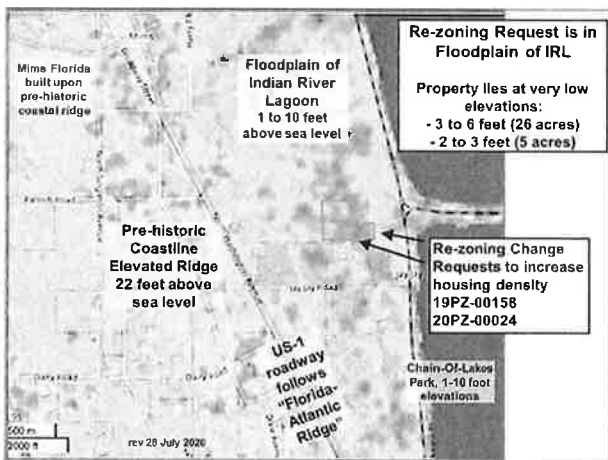 Re-zoning Request is in
Floodplain of IRL
Property lies at very low
elevations:
- 3 to 6 feet (26 acres)
- 2 to 3 feet (5 acres)
Floodplain of
Indian River
Lagoon
1 to 10 feet
above sea level
Mims Florida
built upon
pre-historic
coastal ridge
Pre-historic
Coastline
Elevated Ridge
22 feet above
sea level
Re-zoning Change
Requests to increase
housing density
19PZ-00158
20PZ-00024
US-1
roadway
follows
"Florida-
Atlantic
Ridge"
Chain-Of-Lakes
Park, 1-10 foot
elevations
Dairy Road
500 m
2000 ft
rev 28 July 2020